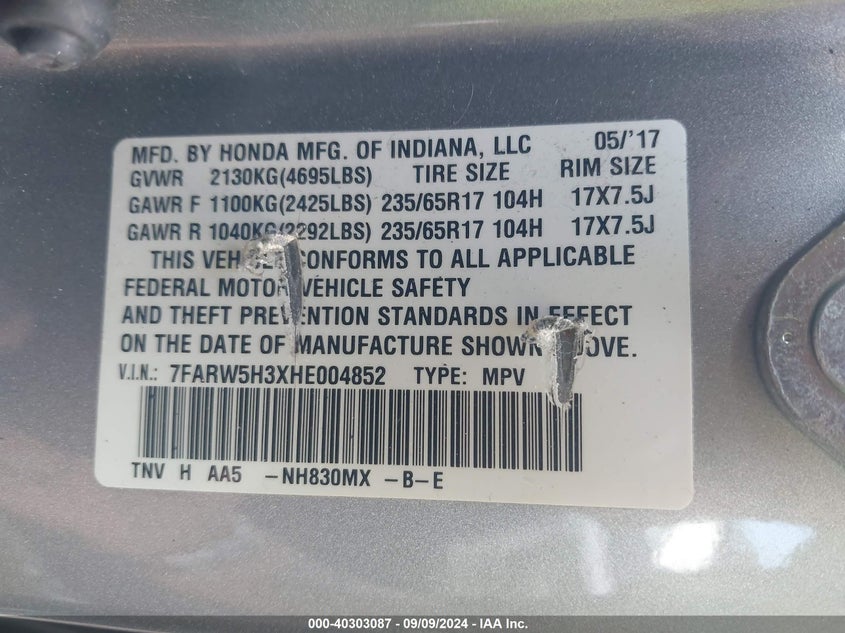 MFD. BY HONDA MFG. OF INDIANA, LLC 05/'17
GVWR 2130KG(4695LBS) TIRE SIZE RIM SIZE
GAWR F 1100KG(2425LBS) 235/65R17 104H 17X7.5J
GAWR R 1040KG(2292LBS) 235/65R17 104H 17X7.5J
THIS VEHICLE CONFORMS TO ALL APPLICABLE
FEDERAL MOTOR VEHICLE SAFETY
AND THEFT PREVENTION STANDARDS IN EFFECT
ON THE DATE OF MANUFACTURE SHOWN ABOVE.
V.I.N.: 7FARW5H3XHE004852 TYPE: MPV
TNV H AA5 -NH830MX -B-E
000-40303087 - 09/09/2024 - IAA Inc.